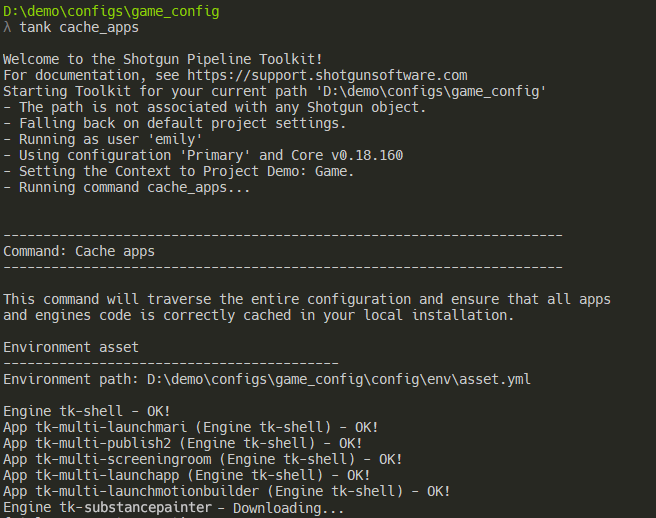 D:\demo\configs\game_config
λ tank cache_apps
Welcome to the Shotgun Pipeline Toolkit!
For documentation, see https://support.shotgunsoftware.com
Starting Toolkit for your current path 'D:\demo\configs\game_config'
- The path is not associated with any Shotgun object.
- Falling back on default project settings.
- Running as user 'emily'
- Using configuration 'Primary' and Core v0.18.160
- Setting the Context to Project Demo: Game.
- Running command cache_apps...
----------------------------------------------------------------------
Command: Cache apps
----------------------------------------------------------------------
This command will traverse the entire configuration and ensure that all apps
and engines code is correctly cached in your local installation.
Environment asset
------------------------------------------
Environment path: D:\demo\configs\game_config\config\env\asset.yml
Engine tk-shell - OK!
App tk-multi-launchmari (Engine tk-shell) - OK!
App tk-multi-publish2 (Engine tk-shell) - OK!
App tk-multi-screeningroom (Engine tk-shell) - OK!
App tk-multi-launchapp (Engine tk-shell) - OK!
App tk-multi-launchmotionbuilder (Engine tk-shell) - OK!
Engine tk-substancepainter - Downloading...